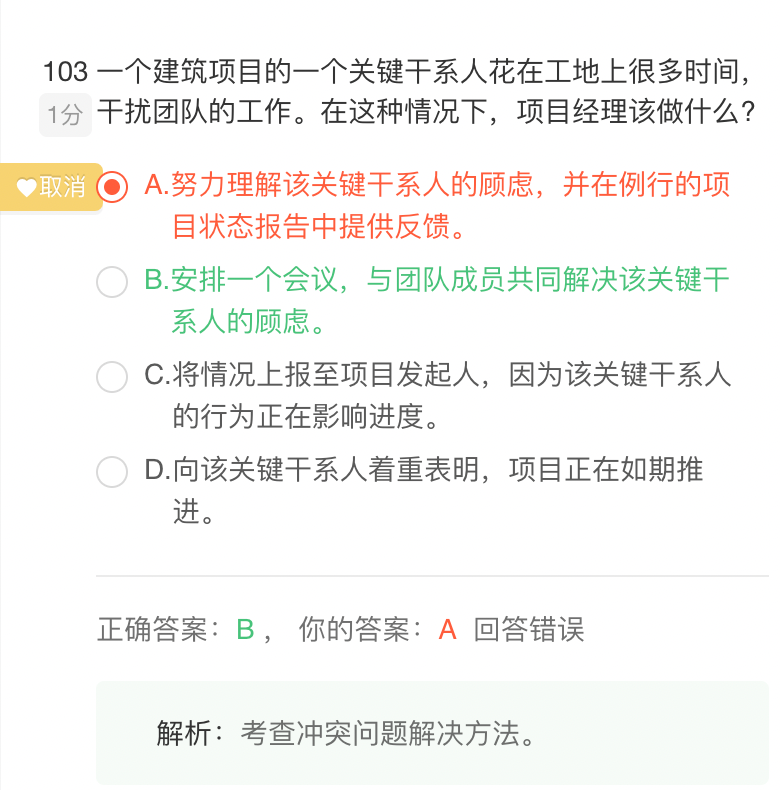 103 一个建筑项目的一个关键干系人花在工地上很多时间，
1分 干扰团队的工作。在这种情况下，项目经理该做什么？
取消 A.努力理解该关键干系人的顾虑，并在例行的项
目状态报告中提供反馈。
B.安排一个会议，与团队成员共同解决该关键干
系人的顾虑。
C.将情况上报至项目发起人，因为该关键干系人
的行为正在影响进度。
D.向该关键干系人着重表明，项目正在如期推
进。
正确答案：B， 你的答案：A 回答错误
解析：考查冲突问题解决方法。